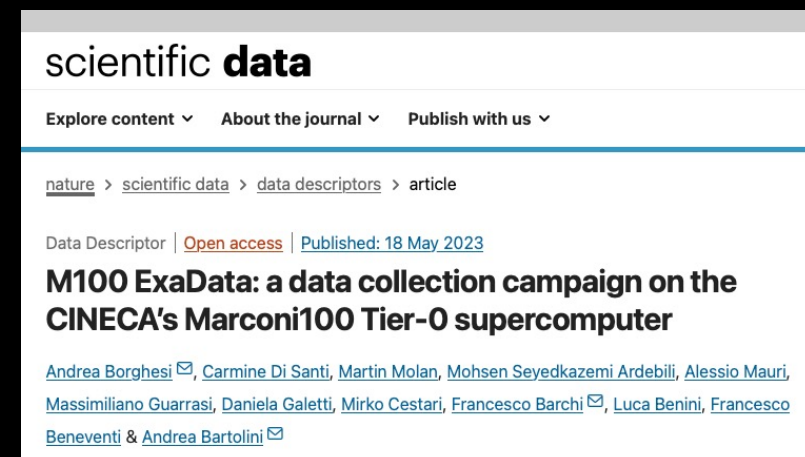 scientific data
Explore content About the journal Publish with us
nature > scientific data > data descriptors > article
Data Descriptor | Open access | Published: 18 May 2023
M100 ExaData: a data collection campaign on the
CINECA's Marconi100 Tier-0 supercomputer
Andrea Borghesi, Carmine Di Santi, Martin Molan, Mohsen Seyedkazemi Ardebili, Alessio Mauri,
Massimiliano Guarrasi, Daniela Galetti, Mirko Cestari, Francesco Barchi, Luca Benini, Francesco
Beneventi & Andrea Bartolini